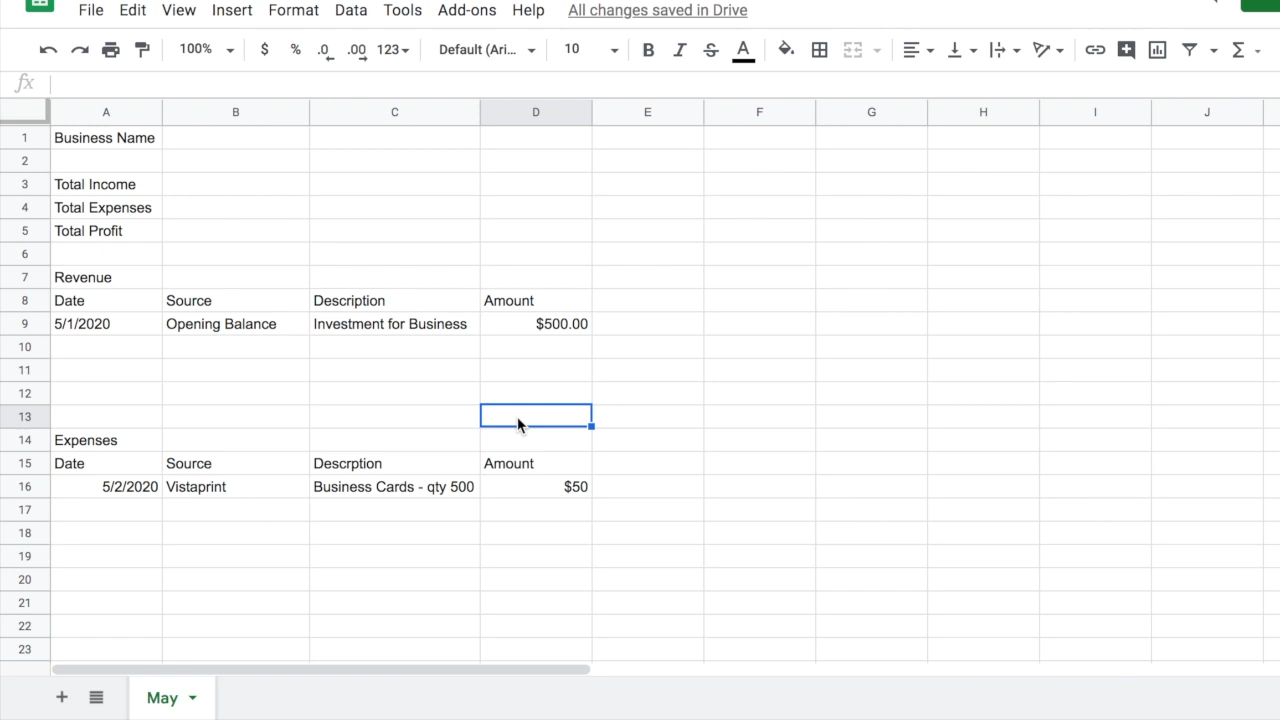 File Edit View Insert Format Data Tools Add-ons Help All changes saved in Drive
100% $ % .0 .00 123 Default (Ari... 10 B I S A Σ
fx
A B C D E F G H I J
1 Business Name
2
3 Total Income
4 Total Expenses
5 Total Profit
6
7 Revenue
8 Date Source Description Amount
9 5/1/2020 Opening Balance Investment for Business $500.00
10
11
12
13
14 Expenses
15 Date Source Descrption Amount
16 5/2/2020 Vistaprint Business Cards - qty 500 $50
17
18
19
20
21
22
23
+ May